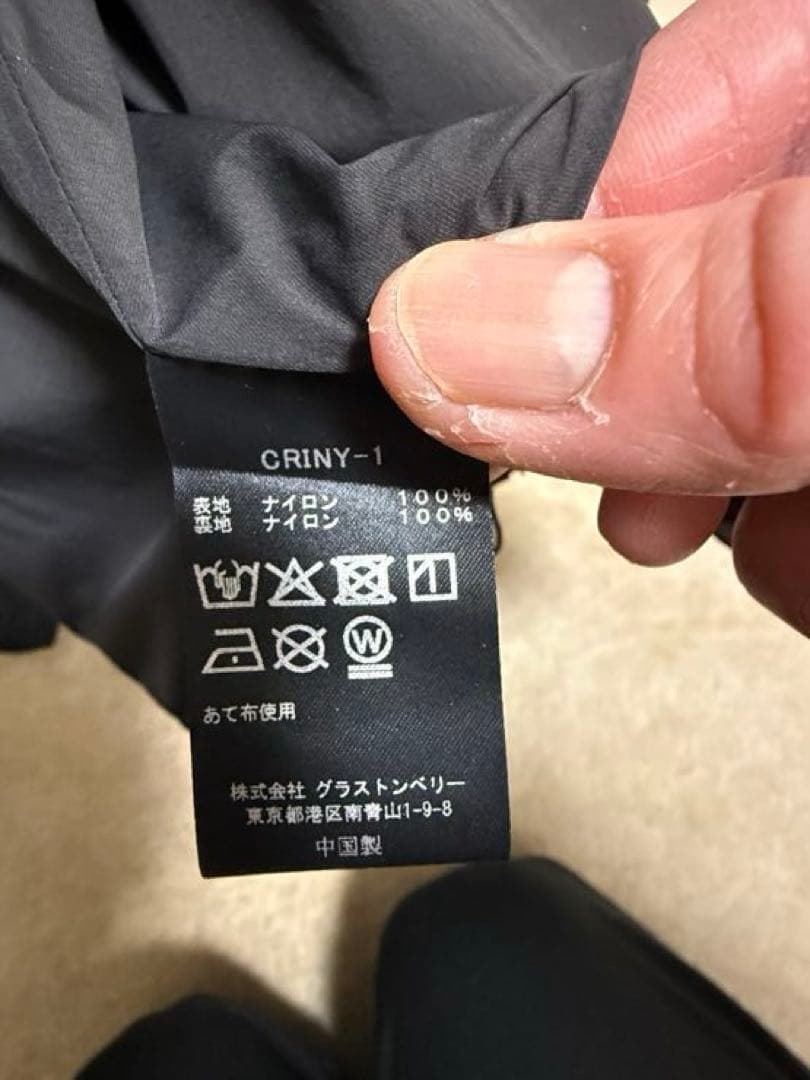 CRINY-1
表地 ナイロン 100%
裏地 ナイロン 100%
W
あて布使用
株式会社 グラストンベリー
東京都港区南青山1-9-8
中国製